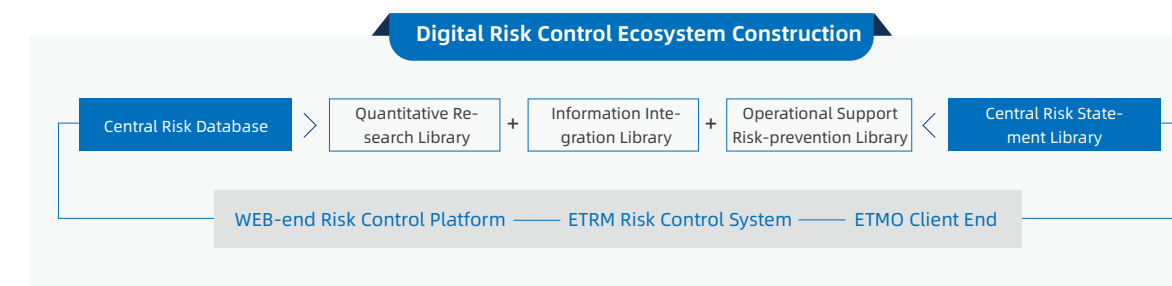 Digital Risk Control Ecosystem Construction
Central Risk Database
Quantitative Re-
search Library
+
Information Inte-
gration Library
+
Operational Support
Risk-prevention Library
Central Risk State-
ment Library
WEB-end Risk Control Platform
ETRM Risk Control System
ETMO Client End